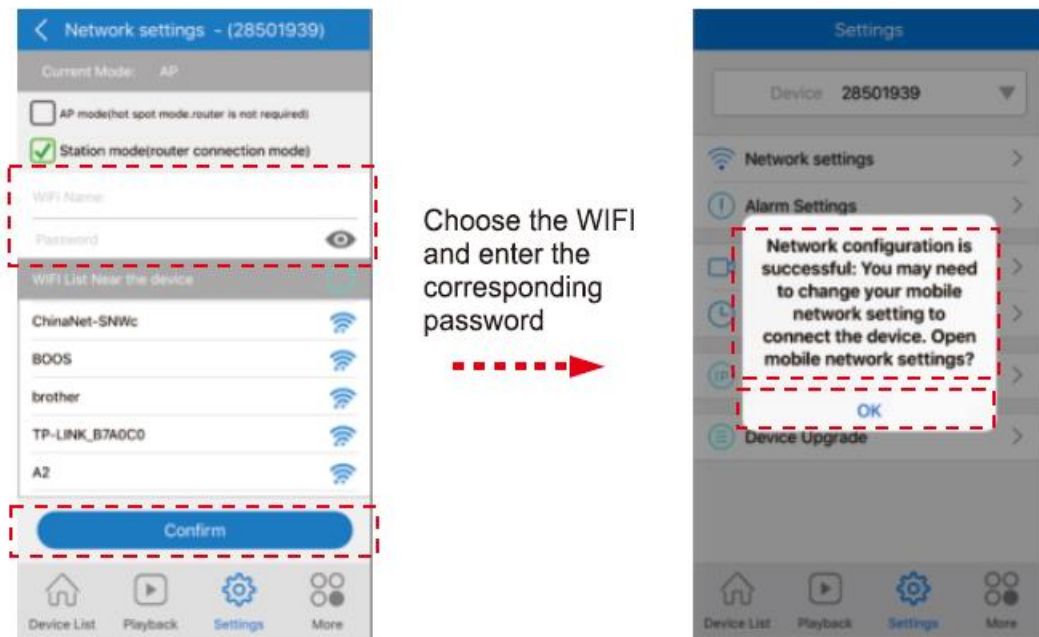 Network settings - (28501939)
Current Mode: AP
AP mode(hot spot mode.router is not required)
Station mode(router connection mode)
WIFI Name:
Password
WIFI List Near the device
ChinaNet-SNWc
BOOS
brother
TP-LINK_B7A0C0
A2
Confirm
Device List
Playback
Settings
More
Choose the WIFI
and enter the
corresponding
password
Settings
Device 28501939
Network settings
Alarm Settings
Network configuration is
successful: You may need
to change your mobile
network setting to
connect the device. Open
mobile network settings?
OK
IP
Device Upgrade
Device List
Playback
Settings
More